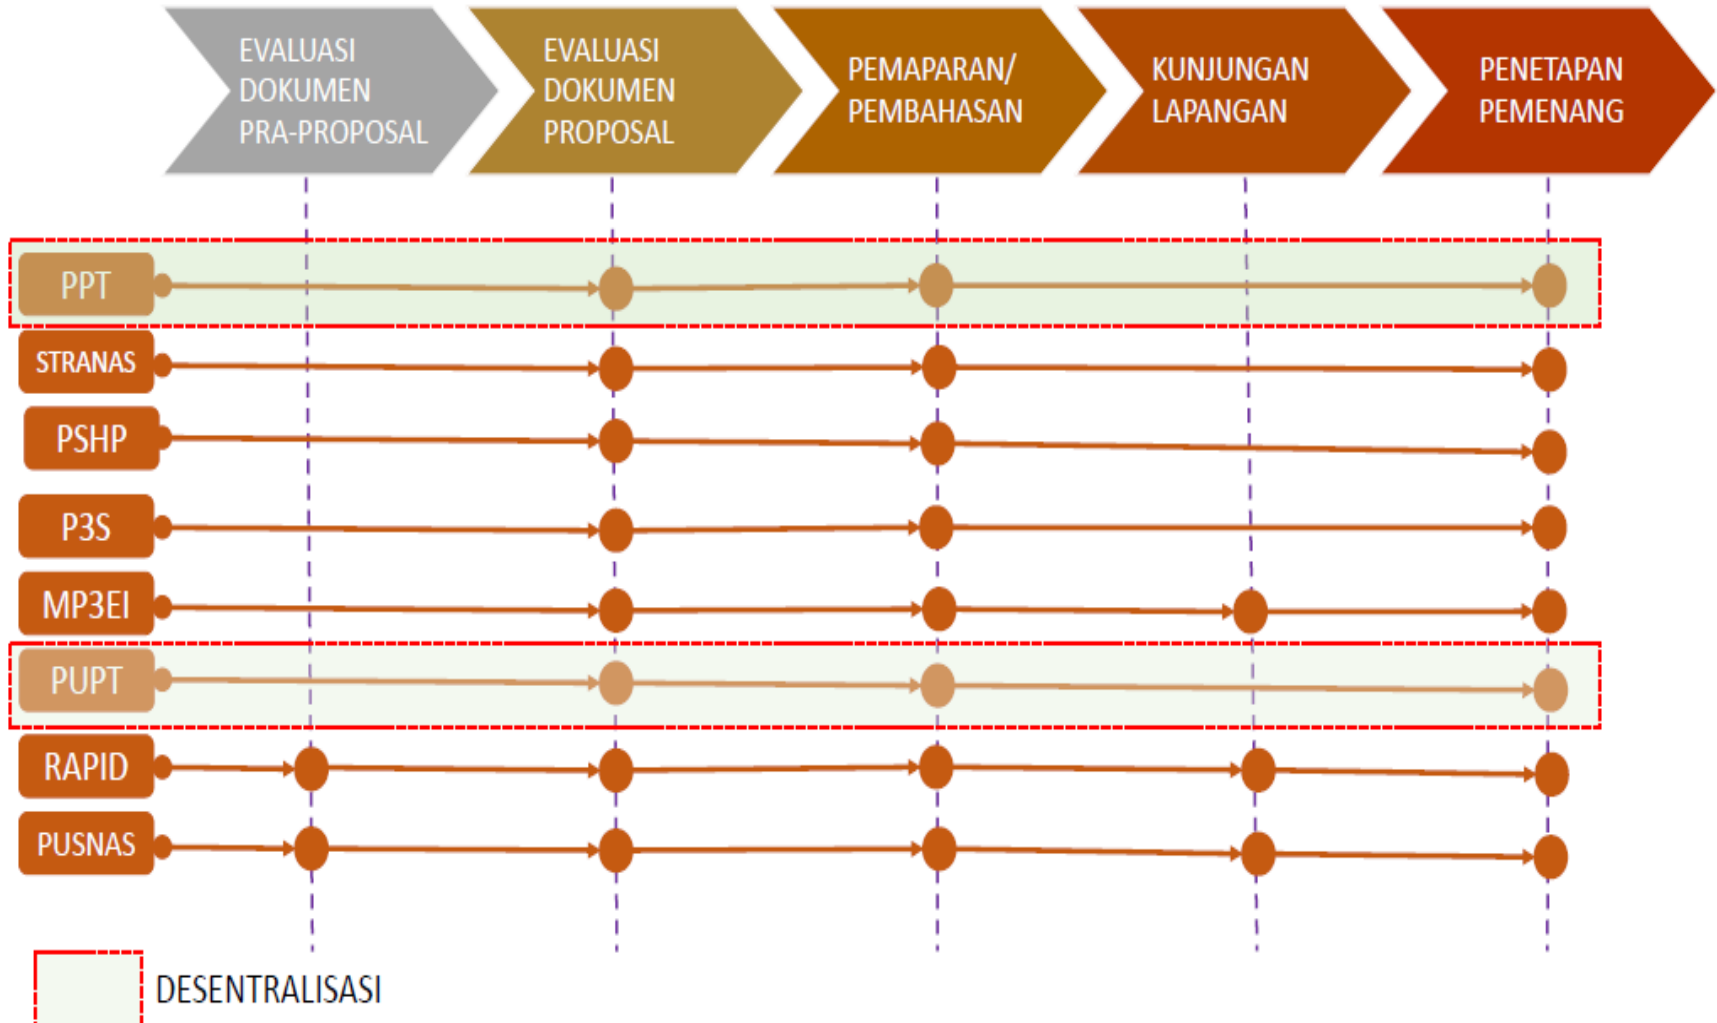 EVALUASI
DOKUMEN
PRA-PROPOSAL
EVALUASI
DOKUMEN
PROPOSAL
PEMAPARAN/
PEMBAHASAN
KUNJUNGAN
LAPANGAN
PENETAPAN
PEMENANG
PPT
STRANAS
PSHP
P3S
MP3EI
PUPT
RAPID
PUSNAS
DESENTRALISASI